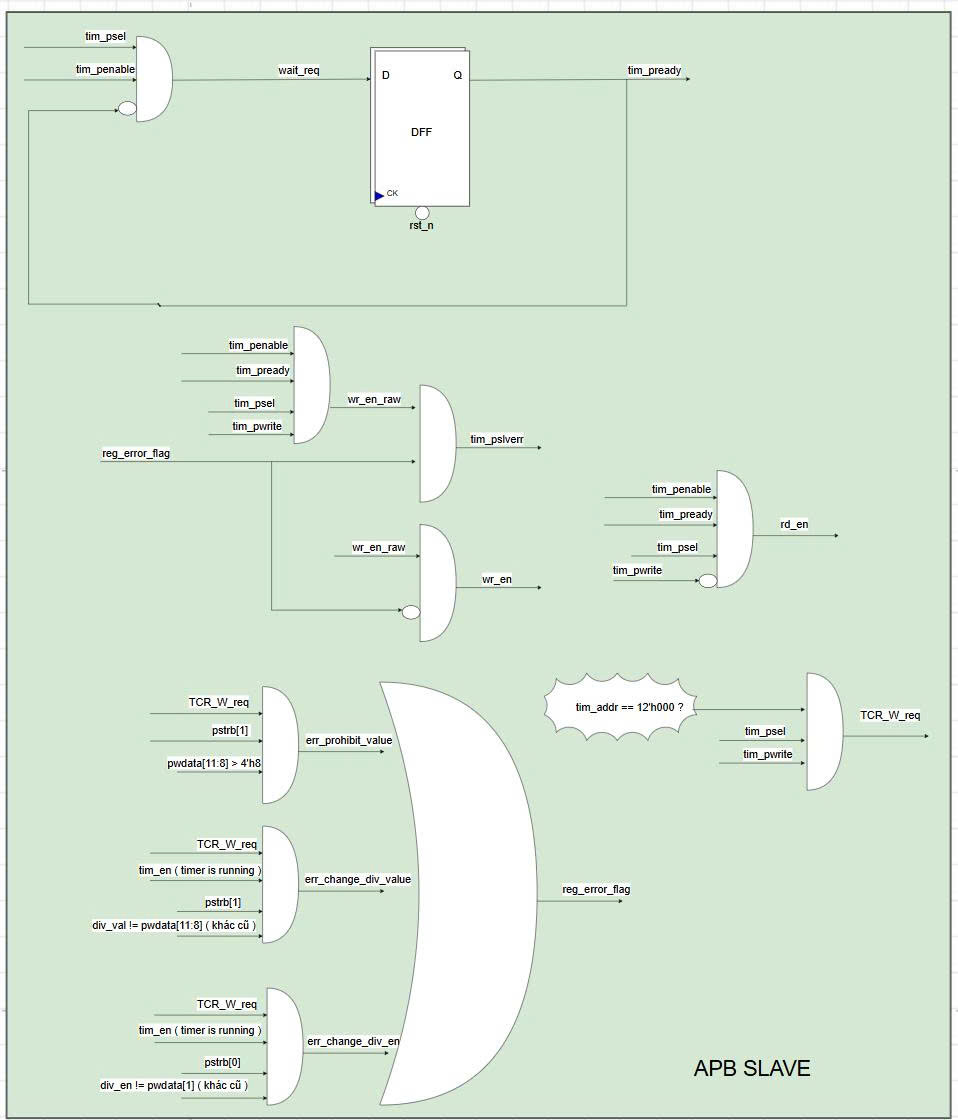 tim_psel
tim_penable
wait_req
tim_pready
D
Q
DFF
CK
rst_n
tim_penable
tim_pready
tim_psel
tim_pwrite
wr_en_raw
reg_error_flag
tim_pslverr
wr_en_raw
wr_en
tim_penable
tim_pready
tim_psel
tim_pwrite
rd_en
TCR_W_req
pstrb[1]
pwdata[11:8] > 4'h8
err_prohibit_value
tim_addr == 12'h000 ?
tim_psel
tim_pwrite
TCR_W_req
TCR_W_req
tim_en ( timer is running )
pstrb[1]
div_val != pwdata[11:8] ( khác cũ )
err_change_div_value
reg_error_flag
TCR_W_req
tim_en ( timer is running )
pstrb[0]
div_en != pwdata[1] ( khác cũ )
err_change_div_en
APB SLAVE